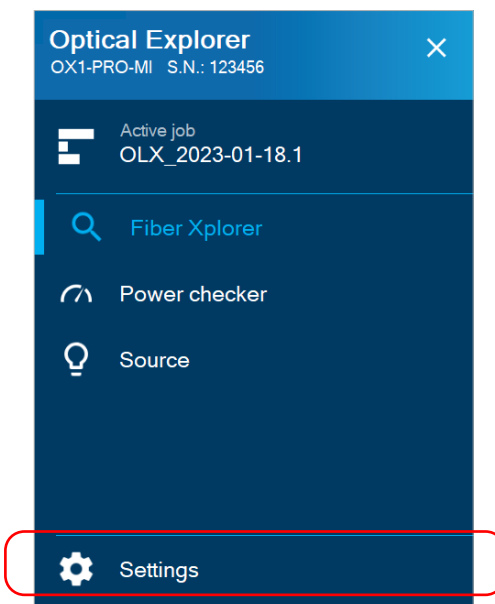 Optical Explorer
OX1-PRO-MI S.N.: 123456
Active job
OLX_2023-01-18.1
Fiber Xplorer
Power checker
Source
Settings